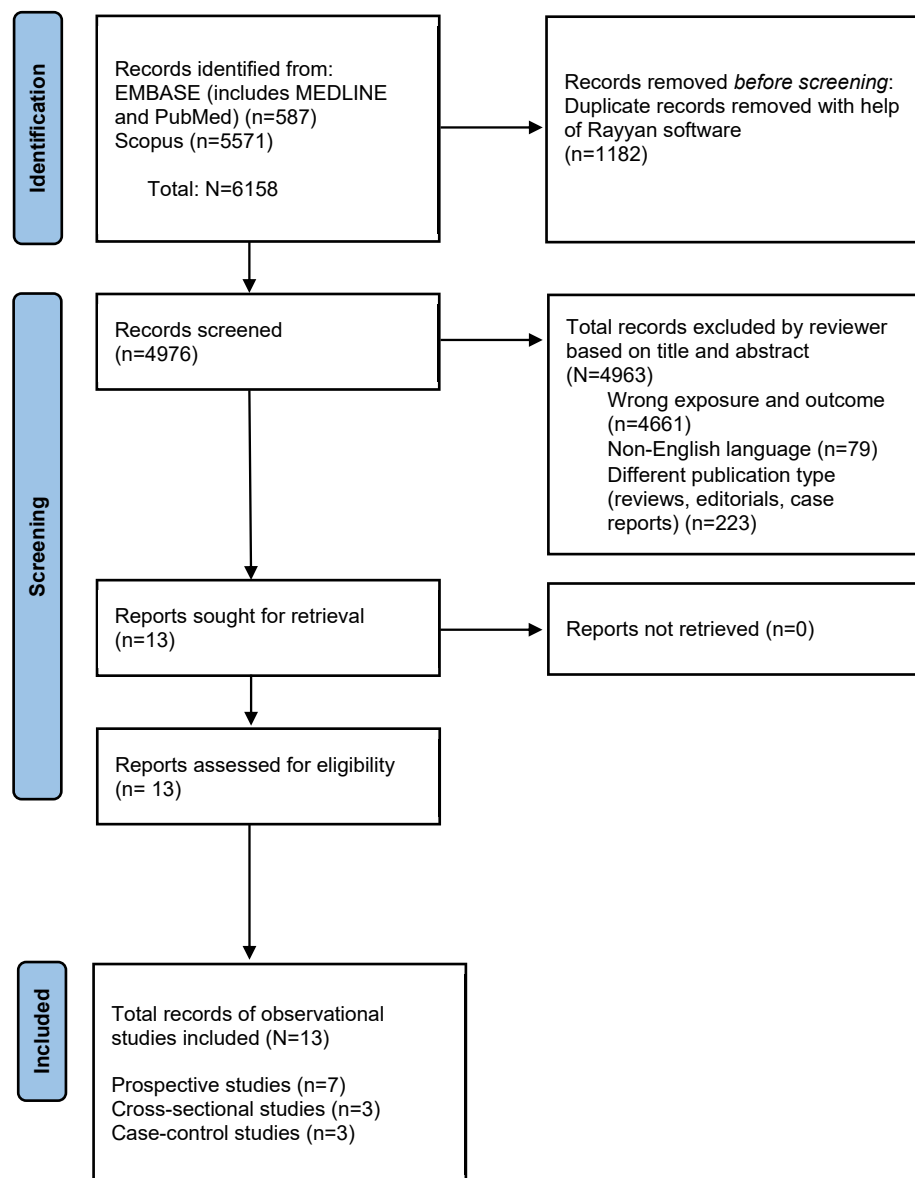 Identification
Records identified from:
EMBASE (includes MEDLINE
and PubMed) (n=587)
Scopus (n=5571)
Total: N=6158
Records removed before screening:
Duplicate records removed with help
of Rayyan software
(n=1182)
Screening
Records screened
(n=4976)
Total records excluded by reviewer
based on title and abstract
(N=4963)
Wrong exposure and outcome
(n=4661)
Non-English language (n=79)
Different publication type
(reviews, editorials, case
reports) (n=223)
Reports sought for retrieval
(n=13)
Reports not retrieved (n=0)
Reports assessed for eligibility
(n= 13)
Included
Total records of observational
studies included (N=13)
Prospective studies (n=7)
Cross-sectional studies (n=3)
Case-control studies (n=3)